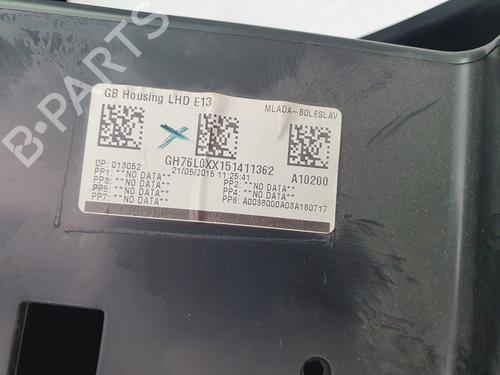 B-PARTS
GB Housing LHD E13
MLADA-BOLESLAV
GH76L0XX151411362
A10200
OP: 013052
21/05/2015 11:25:41
PP1: **NO DATA**
PP2: **NO DATA**
PP3: **NO DATA**
PP4: **NO DATA**
PP5: **NO DATA**
PP6: A003800DA03A180717
PP7: **NO DATA**